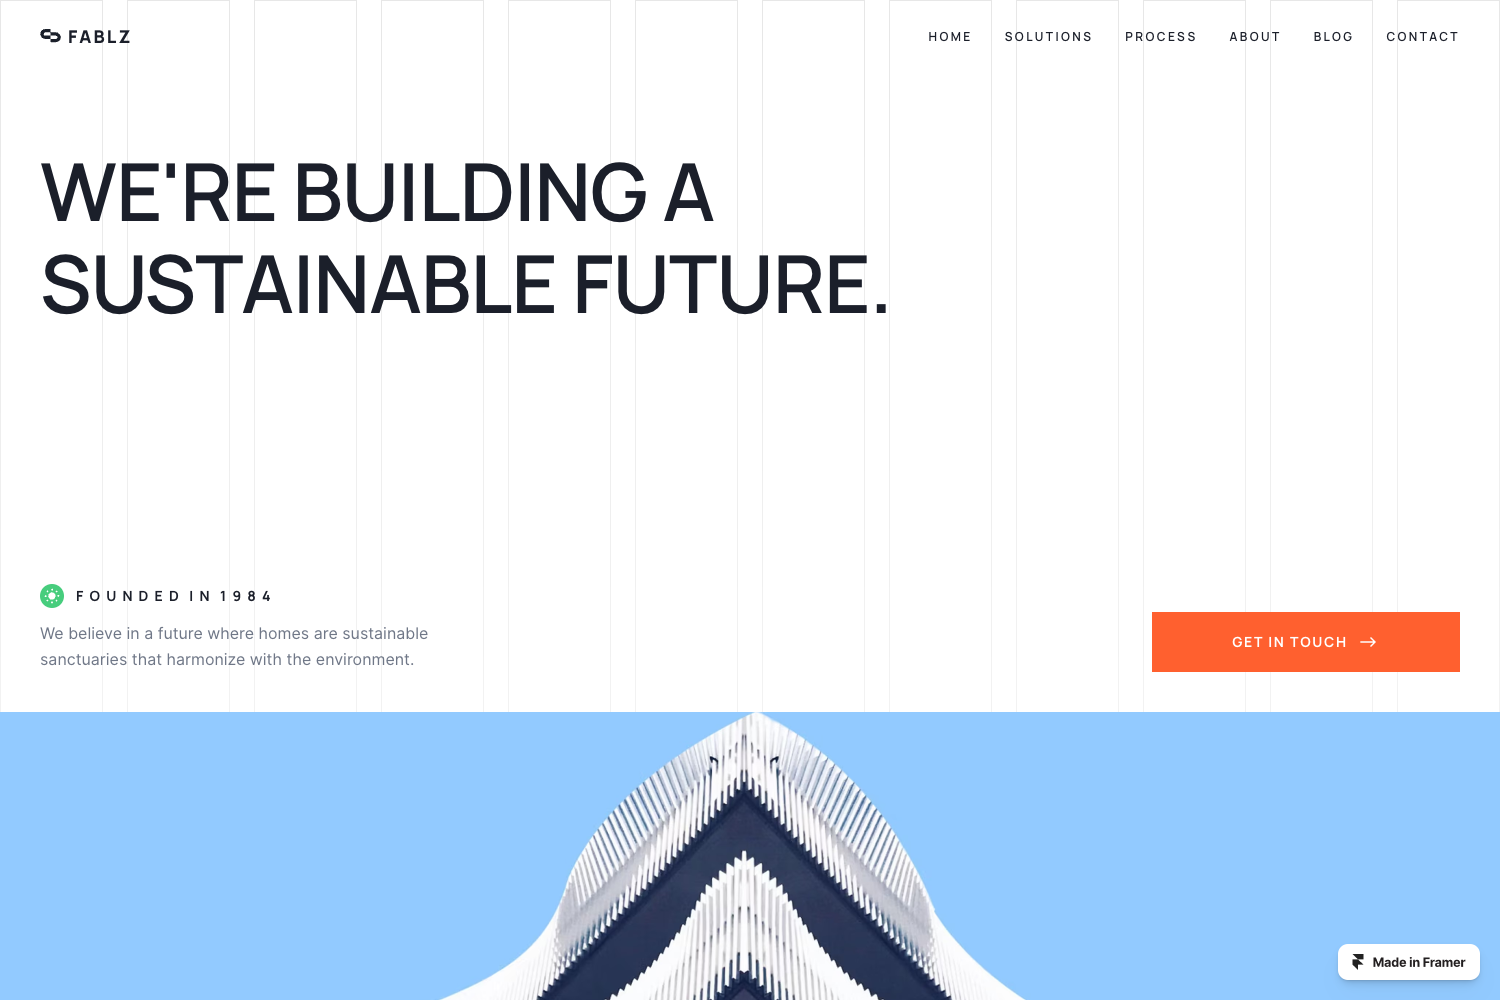 FABLZ
HOME SOLUTIONS PROCESS ABOUT BLOG CONTACT
WE'RE BUILDING A
SUSTAINABLE FUTURE.
FOUNDED IN 1984
We believe in a future where homes are sustainable
sanctuaries that harmonize with the environment.
GET IN TOUCH
Made in Framer